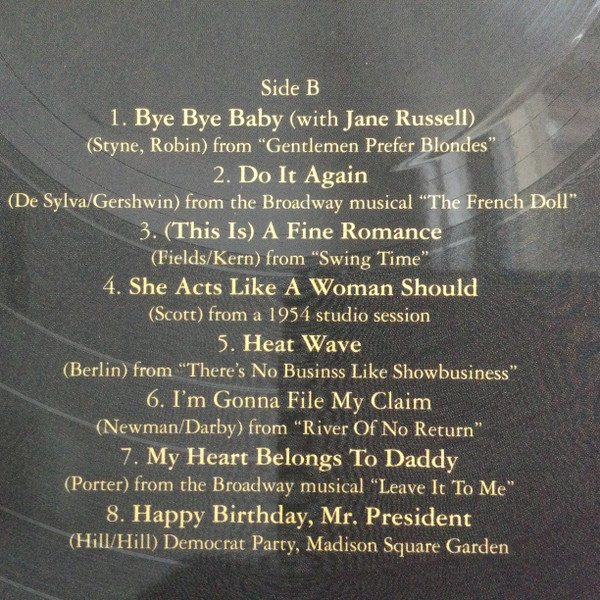 Side B
1. Bye Bye Baby (with Jane Russell)
(Styne, Robin) from “Gentlemen Prefer Blondes”
2. Do It Again
(De Sylva/Gershwin) from the Broadway musical “The French Doll”
3. (This Is) A Fine Romance
(Fields/Kern) from “Swing Time”
4. She Acts Like A Woman Should
(Scott) from a 1954 studio session
5. Heat Wave
(Berlin) from “There’s No Businss Like Showbusiness”
6. I’m Gonna File My Claim
(Newman/Darby) from “River Of No Return”
7. My Heart Belongs To Daddy
(Porter) from the Broadway musical “Leave It To Me”
8. Happy Birthday, Mr. President
(Hill/Hill) Democrat Party, Madison Square Garden